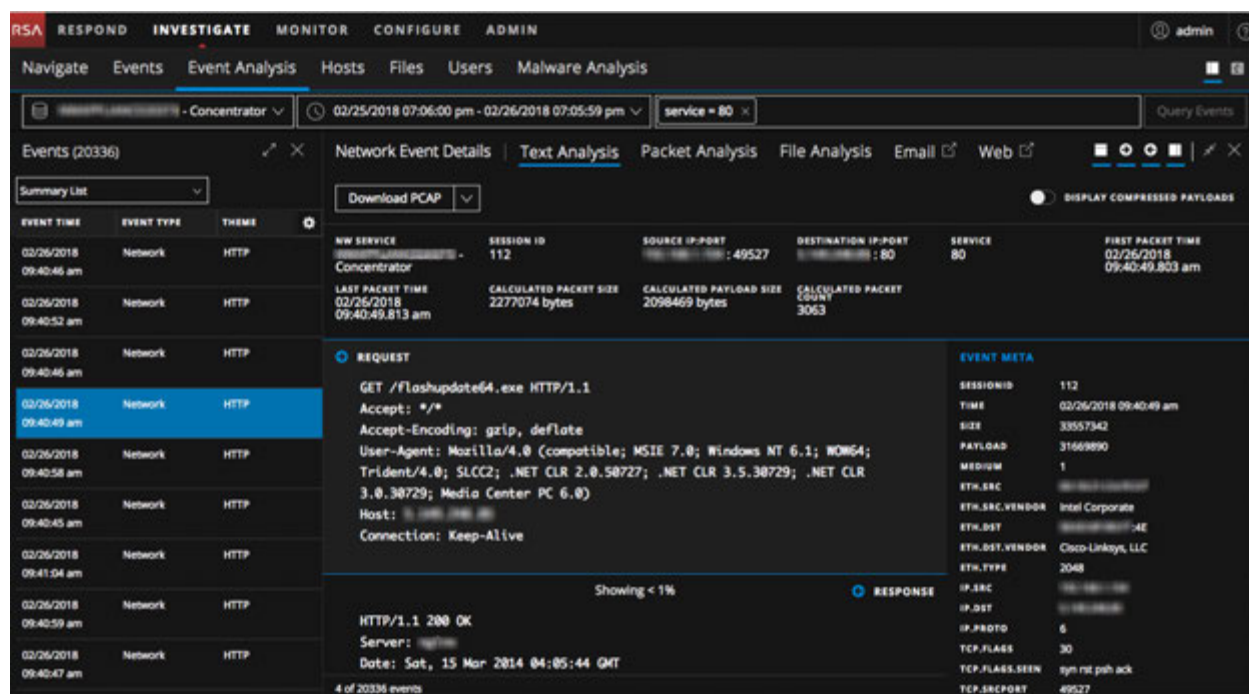 RSA RESPOND INVESTIGATE MONITOR CONFIGURE ADMIN admin
Navigate Events Event Analysis Hosts Files Users Malware Analysis
- Concentrator 02/25/2018 07:06:00 pm - 02/26/2018 07:05:59 pm service = 80 × Query Events
Events (20336)
Summary List
EVENT TIME EVENT TYPE THEME
02/26/2018 Network HTTP
09:40:46 am
02/26/2018 Network HTTP
09:40:52 am
02/26/2018 Network HTTP
09:40:46 am
02/26/2018 Network HTTP
09:40:49 am
02/26/2018 Network HTTP
09:40:58 am
02/26/2018 Network HTTP
09:40:45 am
02/26/2018 Network HTTP
09:41:04 am
02/26/2018 Network HTTP
09:40:59 am
02/26/2018 Network HTTP
09:40:47 am
Network Event Details Text Analysis Packet Analysis File Analysis Email Web
Download PCAP
DISPLAY COMPRESSED PAYLOADS
NW SERVICE SESSION ID SOURCE IP:PORT DESTINATION IP:PORT SERVICE FIRST PACKET TIME
- 112 : 49527 : 80 80 02/26/2018
Concentrator 09:40:49.803 am
LAST PACKET TIME CALCULATED PACKET SIZE CALCULATED PAYLOAD SIZE CALCULATED PACKET COUNT
02/26/2018 2277074 bytes 2098469 bytes 3063
09:40:49.813 am
REQUEST
GET /flashupdate64.exe HTTP/1.1
Accept: */*
Accept-Encoding: gzip, deflate
User-Agent: Mozilla/4.0 (compatible; MSIE 7.0; Windows NT 6.1; WOW64;
Trident/4.0; SLCC2; .NET CLR 2.0.50727; .NET CLR 3.5.30729; .NET CLR
3.0.30729; Media Center PC 6.0)
Host:
Connection: Keep-Alive
Showing < 1% RESPONSE
HTTP/1.1 200 OK
Server:
Date: Sat, 15 Mar 2014 04:05:44 GMT
4 of 20336 events
EVENT META
SESSIONID 112
TIME 02/26/2018 09:40:49 am
SIZE 33557342
PAYLOAD 31669890
MEDIUM 1
ETH.SRC
ETH.SRC.VENDOR Intel Corporate
ETH.DST :4E
ETH.DST.VENDOR Cisco-Linksys, LLC
ETH.TYPE 2048
IP.SRC
IP.DST
IP.PROTO 6
TCP.FLAGS 30
TCP.FLAGS.SEEN syn rst psh ack
TCP.SRCPORT 49527